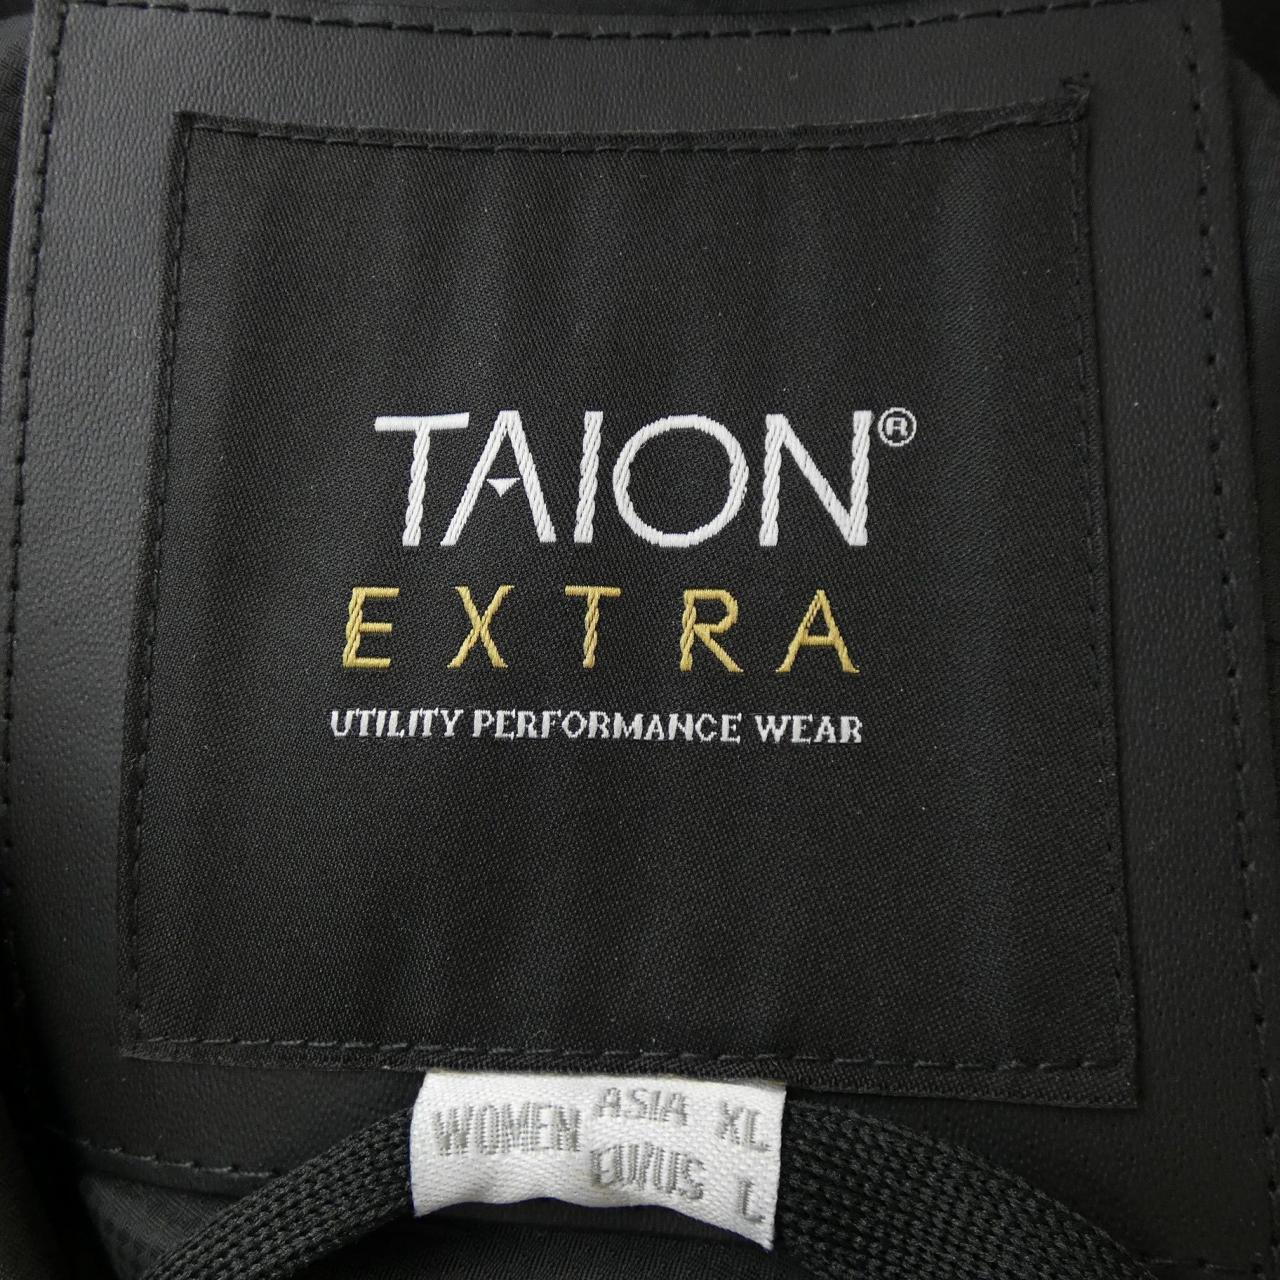 TAION®
EXTRA
UTILITY PERFORMANCE WEAR
WOMEN ASIA XL
EU/US L